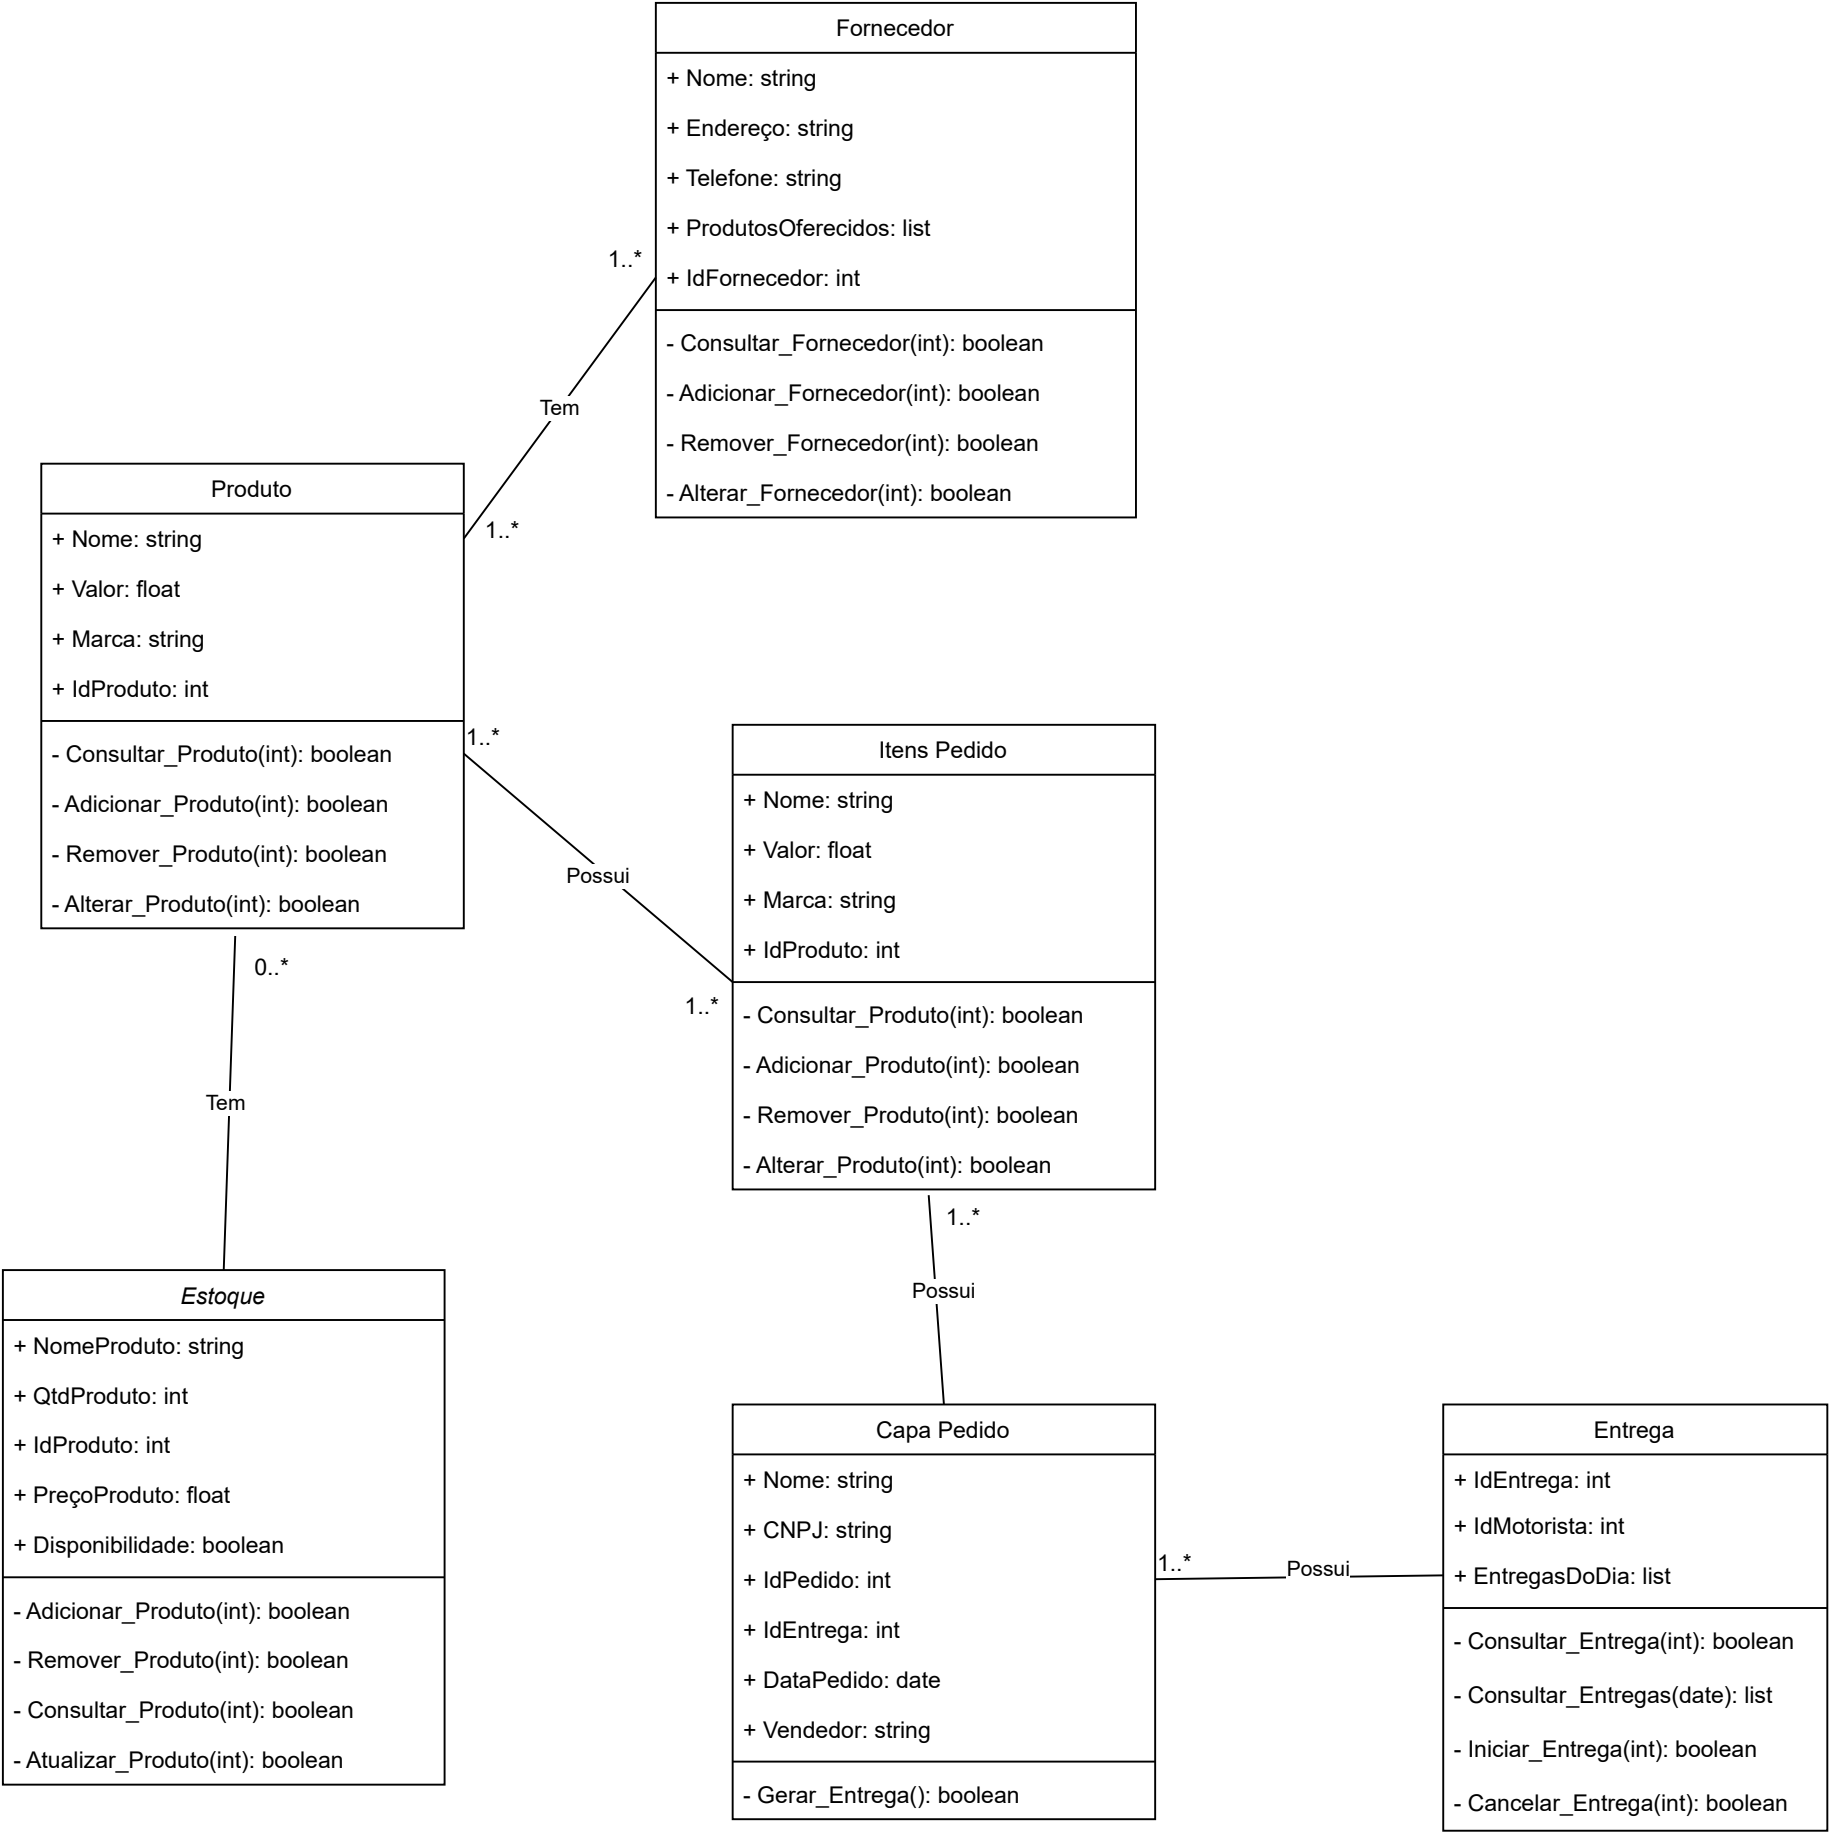 Fornecedor
+ Nome: string
+ Endereço: string
+ Telefone: string
+ ProdutosOferecidos: list
+ IdFornecedor: int
- Consultar_Fornecedor(int): boolean
- Adicionar_Fornecedor(int): boolean
- Remover_Fornecedor(int): boolean
- Alterar_Fornecedor(int): boolean
1..*
Tem
1..*
Produto
+ Nome: string
+ Valor: float
+ Marca: string
+ IdProduto: int
- Consultar_Produto(int): boolean
- Adicionar_Produto(int): boolean
- Remover_Produto(int): boolean
- Alterar_Produto(int): boolean
1..*
Possui
1..*
Itens Pedido
+ Nome: string
+ Valor: float
+ Marca: string
+ IdProduto: int
- Consultar_Produto(int): boolean
- Adicionar_Produto(int): boolean
- Remover_Produto(int): boolean
- Alterar_Produto(int): boolean
0..*
Tem
Estoque
+ NomeProduto: string
+ QtdProduto: int
+ IdProduto: int
+ PreçoProduto: float
+ Disponibilidade: boolean
- Adicionar_Produto(int): boolean
- Remover_Produto(int): boolean
- Consultar_Produto(int): boolean
- Atualizar_Produto(int): boolean
1..*
Possui
Capa Pedido
+ Nome: string
+ CNPJ: string
+ IdPedido: int
+ IdEntrega: int
+ DataPedido: date
+ Vendedor: string
- Gerar_Entrega(): boolean
1..*
Possui
Entrega
+ IdEntrega: int
+ IdMotorista: int
+ EntregasDoDia: list
- Consultar_Entrega(int): boolean
- Consultar_Entregas(date): list
- Iniciar_Entrega(int): boolean
- Cancelar_Entrega(int): boolean